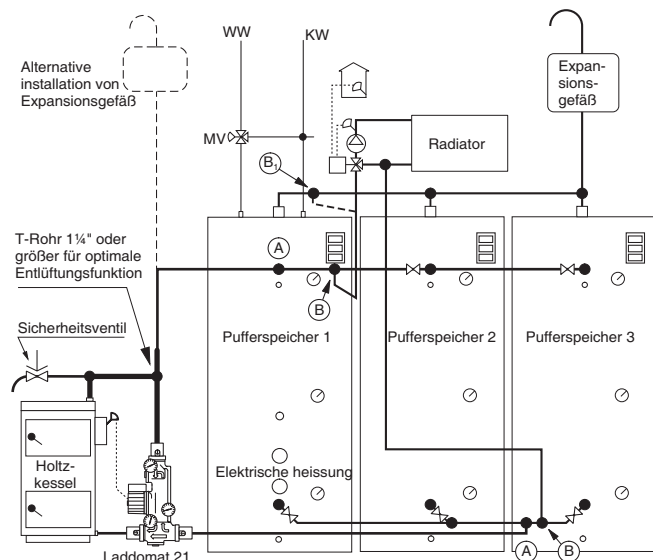 WW
KW
Alternative
installation von
Expansionsgefäß
Expan-
sions-
gefäß
MV
Radiator
B₁
T-Rohr 1¼" oder
größer für optimale
Entlüftungsfunktion
A
B
Sicherheitsventil
Pufferspeicher 1
Pufferspeicher 2
Pufferspeicher 3
Holtz-
kessel
Elektrische heissung
Laddomat 21
A
B